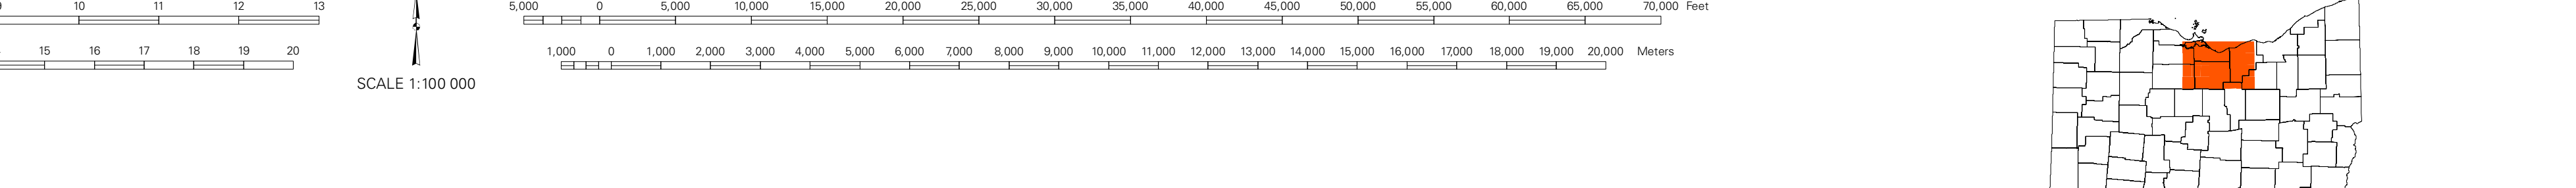 10 11 12 13
5,000 0 5,000 10,000 15,000 20,000 25,000 30,000 35,000 40,000 45,000 50,000 55,000 60,000 65,000 70,000 Feet
15 16 17 18 19 20
1,000 0 1,000 2,000 3,000 4,000 5,000 6,000 7000 8,000 9,000 10,000 11,000 12,000 13,000 14,000 15,000 16,000 17,000 18,000 19,000 20,000 Meters
SCALE 1:100 000